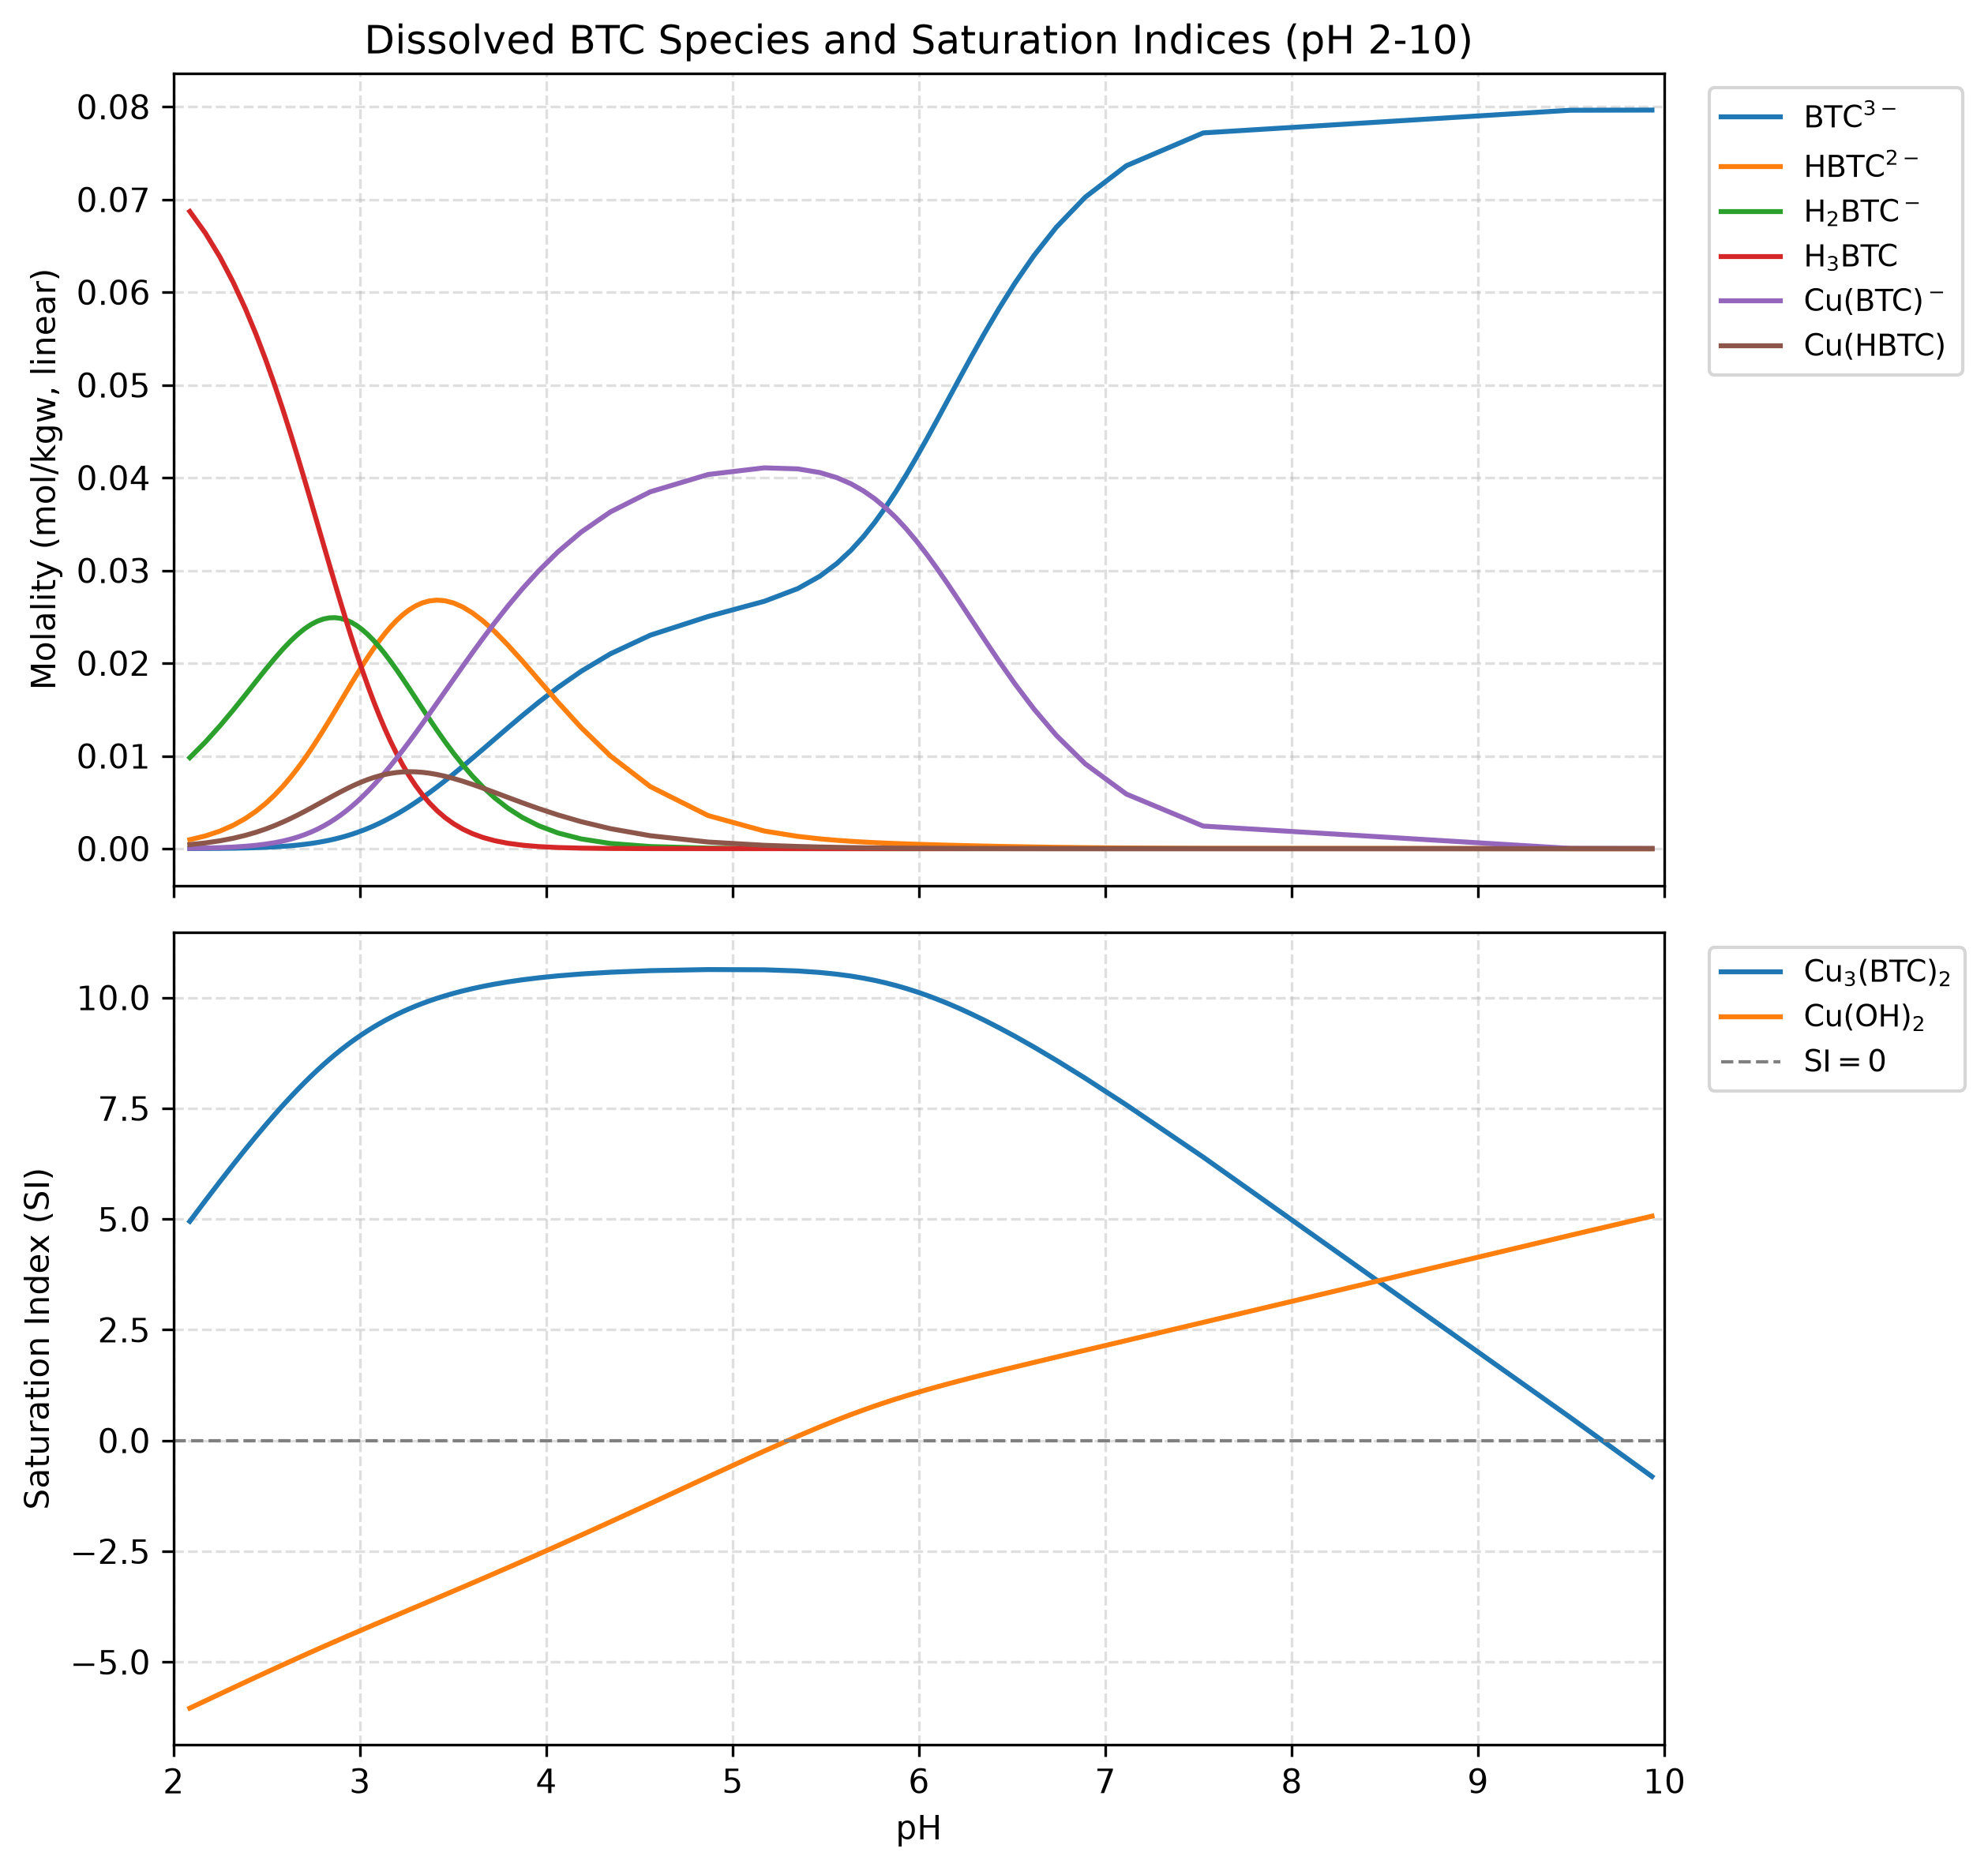 Dissolved BTC Species and Saturation Indices (pH 2-10)
Molality (mol/kgw, linear)
0.08
0.07
0.06
0.05
0.04
0.03
0.02
0.01
0.00
BTC³⁻
HBTC²⁻
H₂BTC⁻
H₃BTC
Cu(BTC)⁻
Cu(HBTC)
Saturation Index (SI)
10.0
7.5
5.0
2.5
0.0
−2.5
−5.0
Cu₃(BTC)₂
Cu(OH)₂
SI = 0
2 3 4 5 6 7 8 9 10
pH